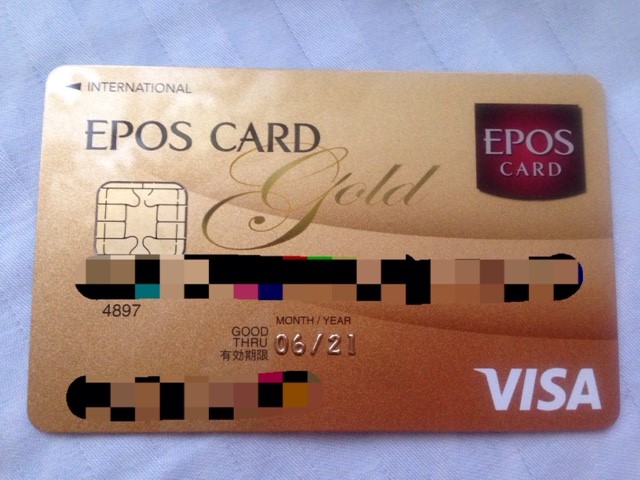 INTERNATIONAL
EPOS CARD
Gold
EPOS
CARD
4897
MONTH / YEAR
GOOD
THRU
有効期限
06/21
VISA